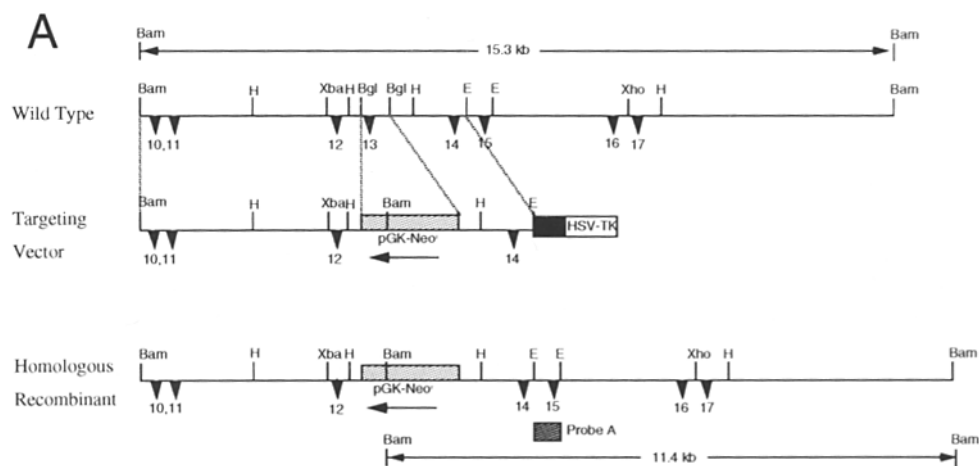 A
Bam Bam
15.3 kb
Wild Type
Bam H Xba H Bgl Bgl H E E Xho H Bam
10,11 12 13 14 15 16 17
Targeting
Vector
Bam H Xba H Bam H E
HSV-TK
pGK-Neoʳ
10,11 12 14
Homologous
Recombinant
Bam H Xba H Bam H E E Xho H Bam
pGK-Neoʳ
10,11 12 14 15 16 17
Probe A
Bam Bam
11.4 kb